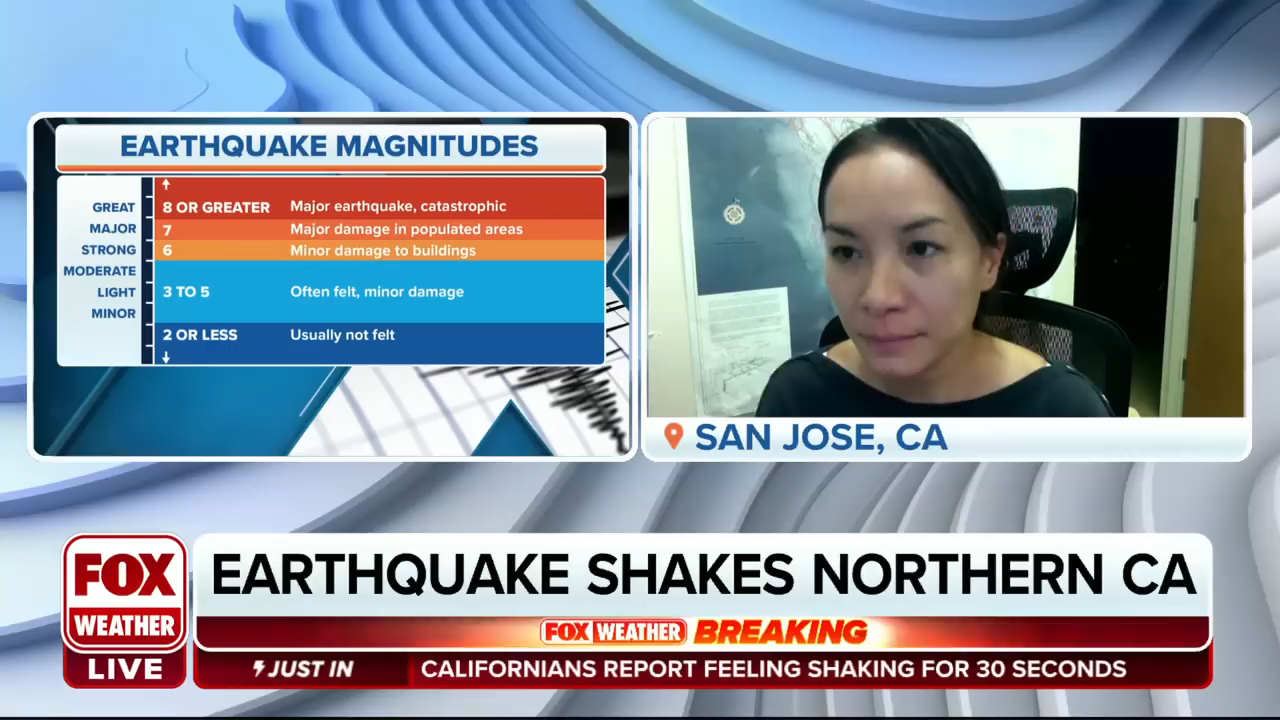 EARTHQUAKE MAGNITUDES
GREAT
8 OR GREATER Major earthquake, catastrophic
MAJOR
7 Major damage in populated areas
STRONG
6 Minor damage to buildings
MODERATE
LIGHT
3 TO 5 Often felt, minor damage
MINOR
2 OR LESS Usually not felt
SAN JOSE, CA
FOX
WEATHER
LIVE
EARTHQUAKE SHAKES NORTHERN CA
FOX WEATHER BREAKING
JUST IN
CALIFORNIANS REPORT FEELING SHAKING FOR 30 SECONDS